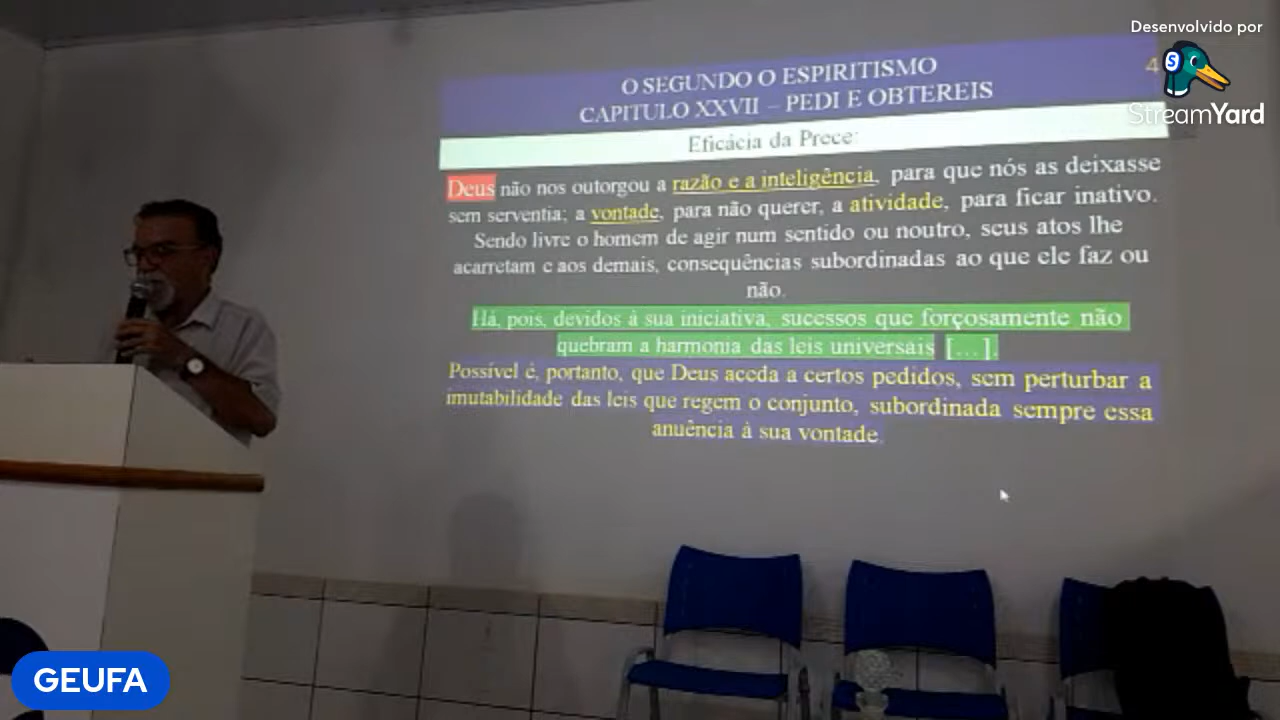 Desenvolvido por
StreamYard
O SEGUNDO O ESPIRITISMO
CAPITULO XXVII – PEDI E OBTEREIS
4
Eficácia da Prece:
Deus não nos outorgou a razão e a inteligência, para que nós as deixasse
sem serventia; a vontade, para não querer, a atividade, para ficar inativo.
Sendo livre o homem de agir num sentido ou noutro, seus atos lhe
acarretam e aos demais, consequências subordinadas ao que ele faz ou
não.
Há, pois, devidos à sua iniciativa, sucessos que forçosamente não
quebram a harmonia das leis universais [...].
Possível é, portanto, que Deus aceda a certos pedidos, sem perturbar a
imutabilidade das leis que regem o conjunto, subordinada sempre essa
anuência à sua vontade.
GEUFA